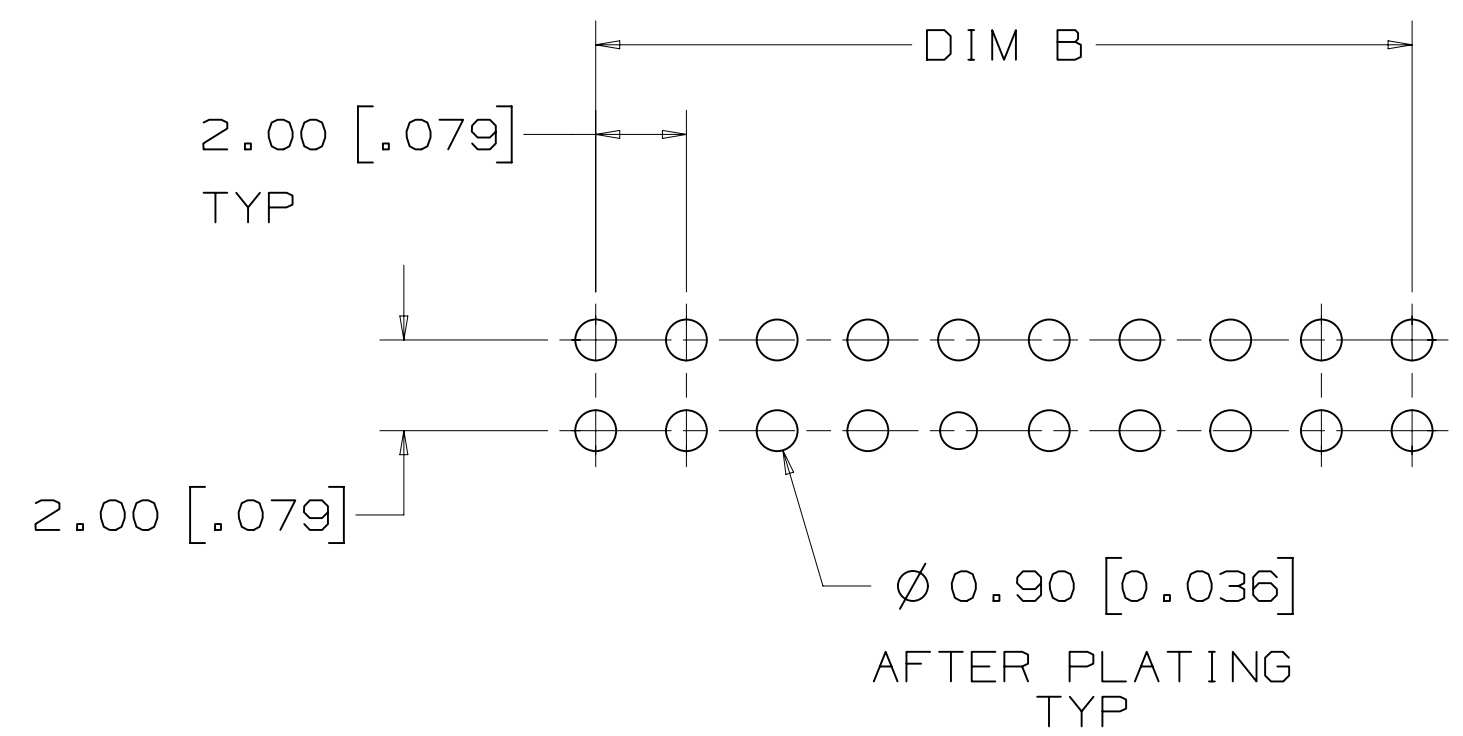 DIM B
2.00 [.079]
TYP
2.00 [.079]
Ø 0.90 [0.036]
AFTER PLATING
TYP